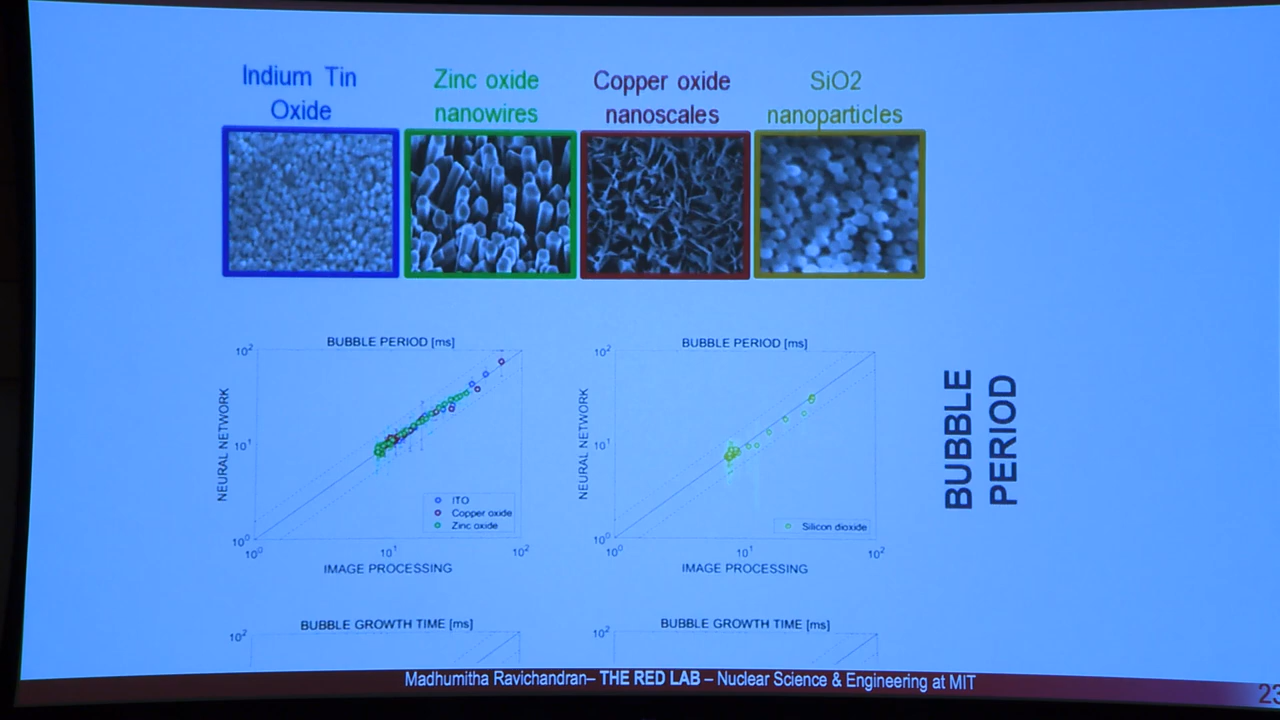 Indium Tin
Oxide
Zinc oxide
nanowires
Copper oxide
nanoscales
SiO2
nanoparticles
BUBBLE PERIOD [ms]
10²
10¹
10⁰
NEURAL NETWORK
ITO
Copper oxide
Zinc oxide
10⁰ 10¹ 10²
IMAGE PROCESSING
BUBBLE PERIOD [ms]
10²
10¹
10⁰
NEURAL NETWORK
Silicon dioxide
10⁰ 10¹ 10²
IMAGE PROCESSING
BUBBLE
PERIOD
BUBBLE GROWTH TIME [ms]
10²
BUBBLE GROWTH TIME [ms]
10²
Madhumitha Ravichandran– THE RED LAB – Nuclear Science & Engineering at MIT
23